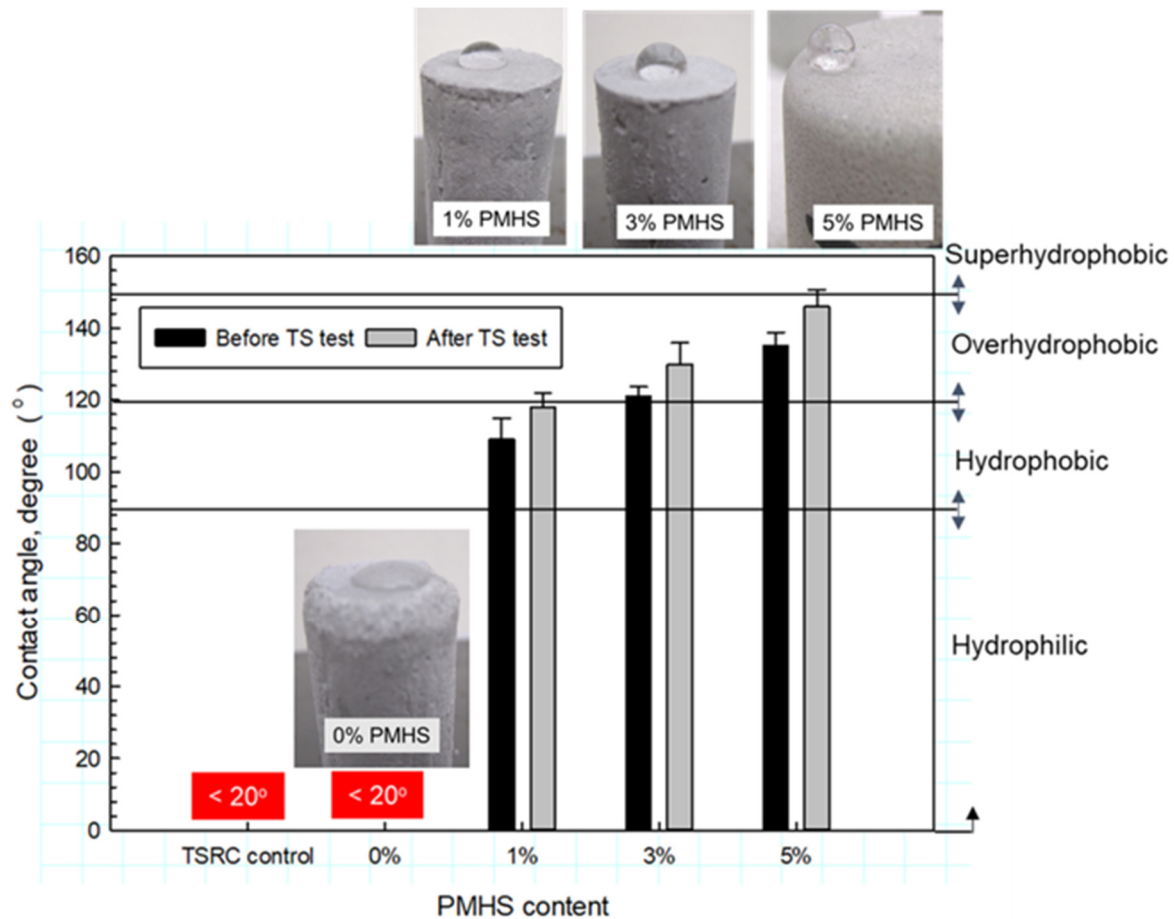 1% PMHS
3% PMHS
5% PMHS
Superhydrophobic
Overhydrophobic
Hydrophobic
Hydrophilic
Contact angle, degree (°)
160
140
120
100
80
60
40
20
0
Before TS test
After TS test
0% PMHS
< 20º
< 20º
TSRC control
0%
1%
3%
5%
PMHS content